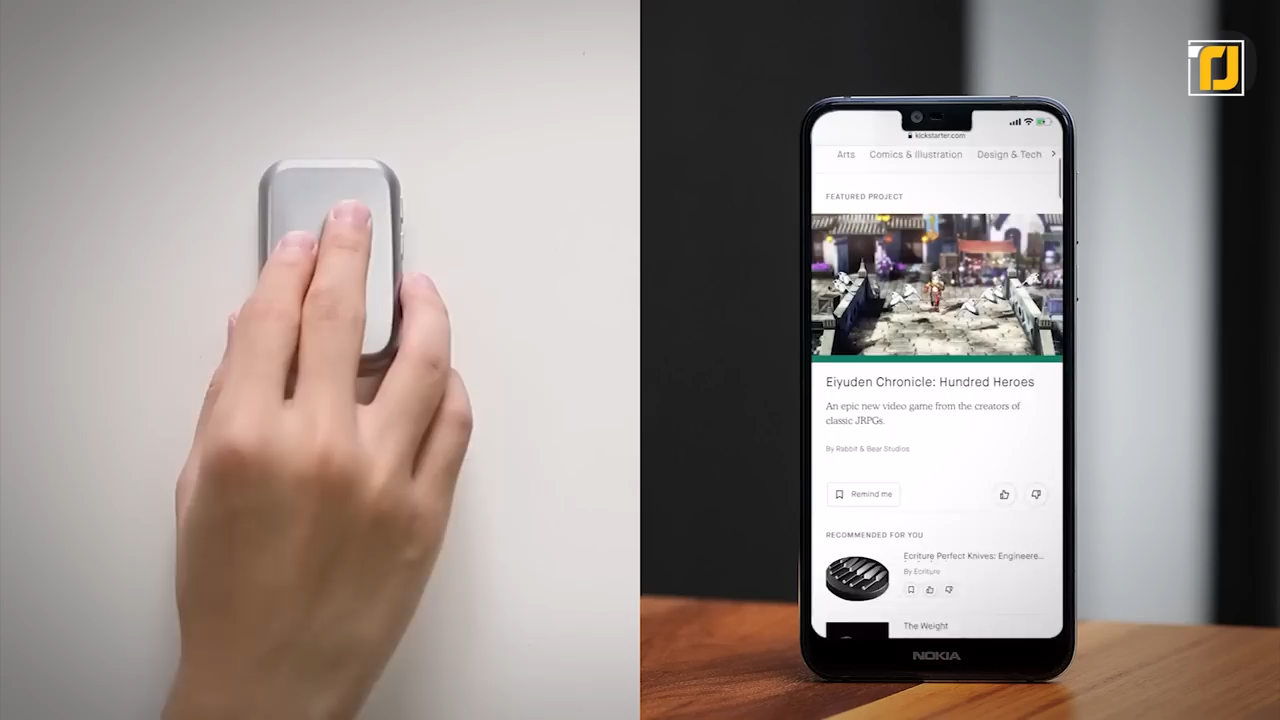 kickstarter.com
Arts Comics & Illustration Design & Tech
FEATURED PROJECT
Eiyuden Chronicle: Hundred Heroes
An epic new video game from the creators of
classic JRPGs.
By Rabbit & Bear Studios
Remind me
RECOMMENDED FOR YOU
Ecriture Perfect Knives: Engineere...
By Ecriture
The Weight
NOKIA